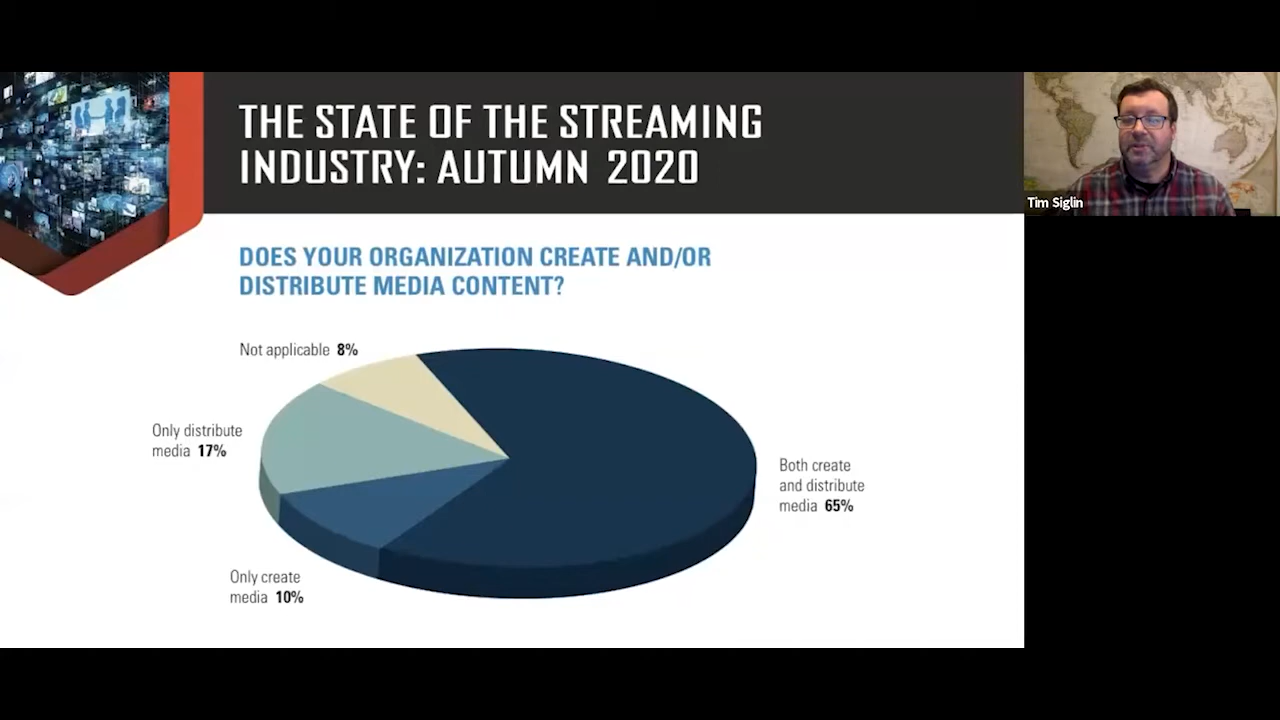 THE STATE OF THE STREAMING
INDUSTRY: AUTUMN 2020
Tim Siglin
DOES YOUR ORGANIZATION CREATE AND/OR
DISTRIBUTE MEDIA CONTENT?
Not applicable 8%
Only distribute
media 17%
Both create
and distribute
media 65%
Only create
media 10%